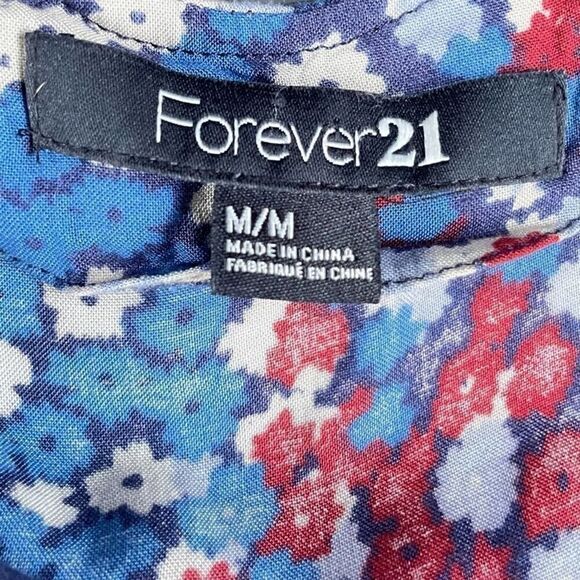 Forever21
M/M
MADE IN CHINA
FABRIQUÉ EN CHINE